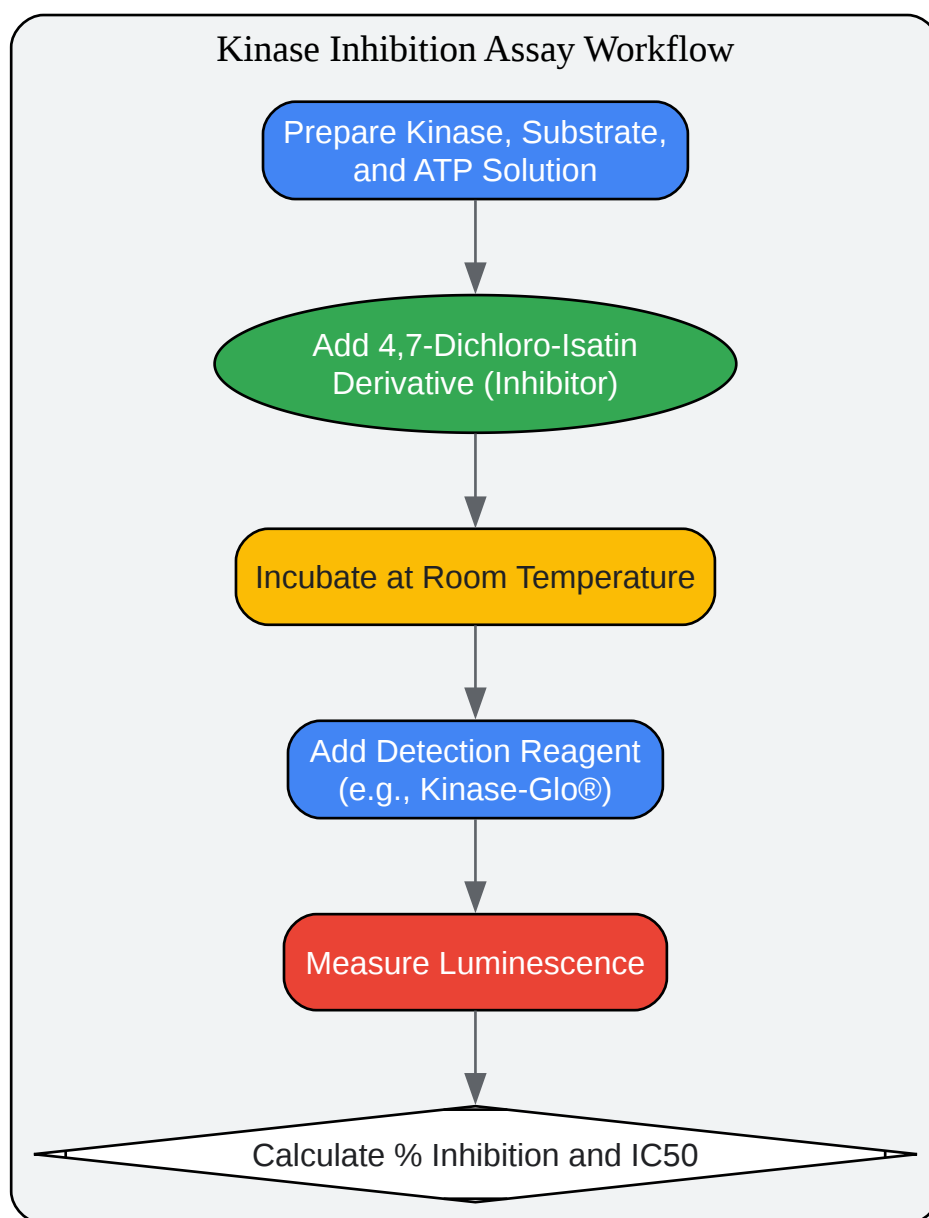 Kinase Inhibition Assay Workflow
Prepare Kinase, Substrate,
and ATP Solution
Add 4,7-Dichloro-Isatin
Derivative (Inhibitor)
Incubate at Room Temperature
Add Detection Reagent
(e.g., Kinase-Glo®)
Measure Luminescence
Calculate % Inhibition and IC50